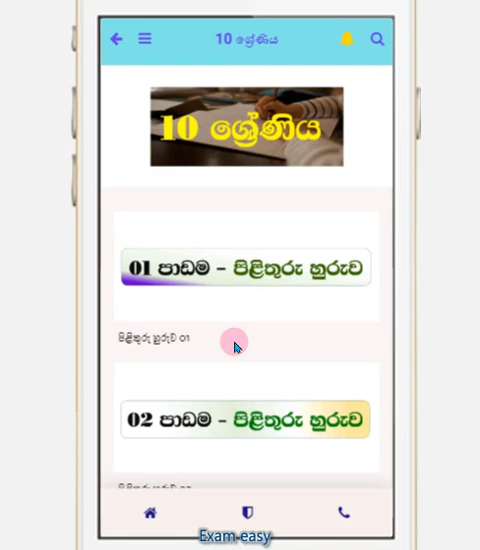 10 ශ්‍රේණිය
10 ශ්‍රේණිය
01 පාඩම - පිළිතුරු හුරුව
පිළිතුරු හුරුව 01
02 පාඩම - පිළිතුරු හුරුව
Exam easy